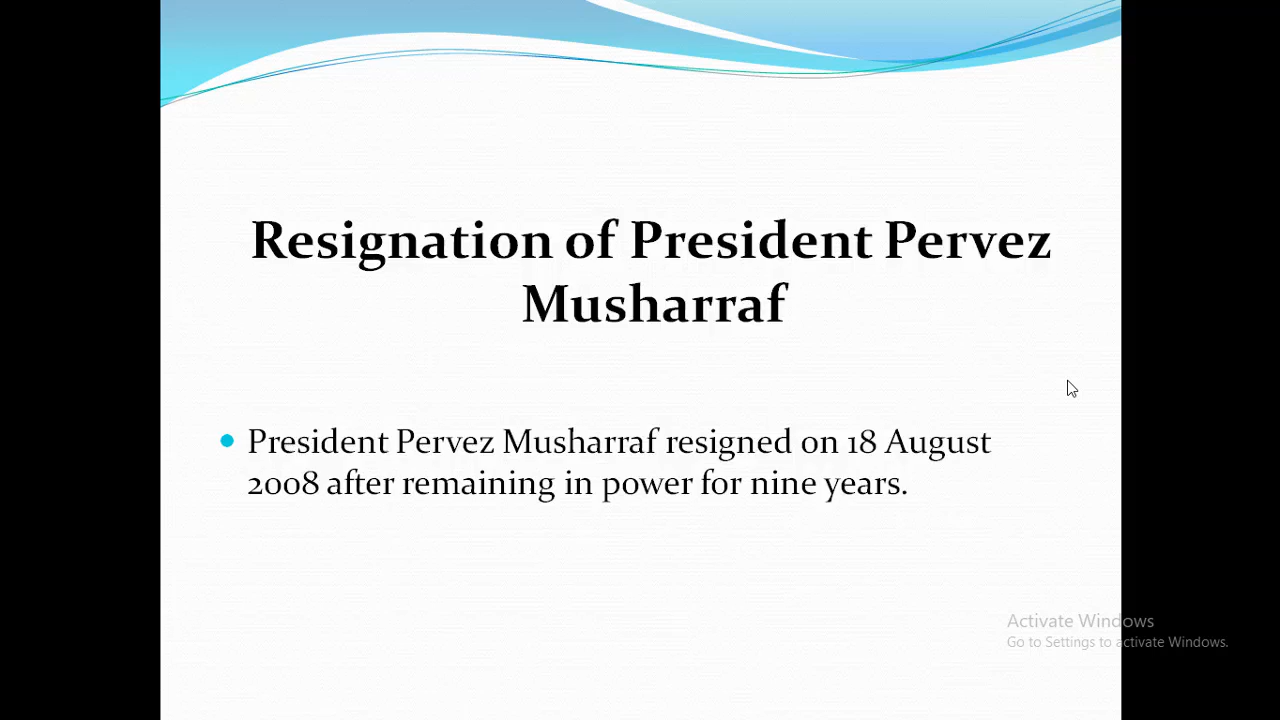 Resignation of President Pervez
Musharraf
President Pervez Musharraf resigned on 18 August
2008 after remaining in power for nine years.
Activate Windows
Go to Settings to activate Windows.